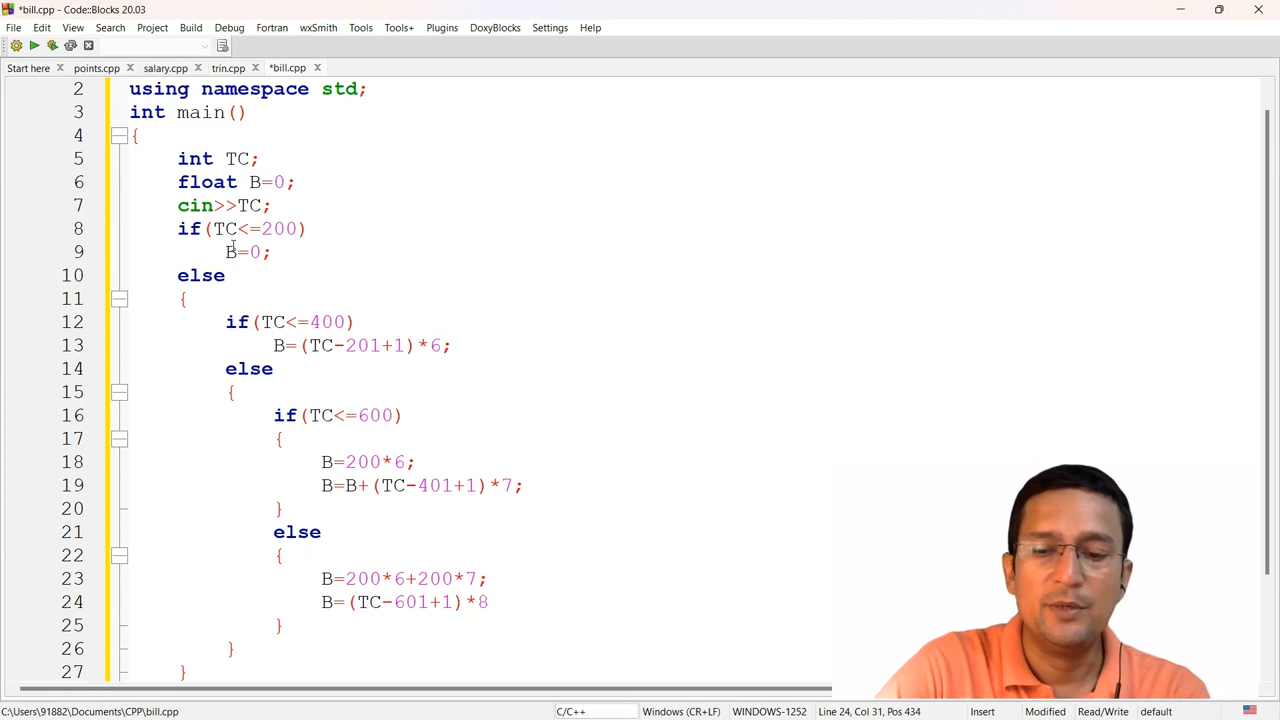 *bill.cpp - Code::Blocks 20.03
File Edit View Search Project Build Debug Fortran wxSmith Tools Tools+ Plugins DoxyBlocks Settings Help
Start here points.cpp salary.cpp trin.cpp *bill.cpp
2 using namespace std;
3 int main()
4 {
5 int TC;
6 float B=0;
7 cin>>TC;
8 if(TC<=200)
9 B=0;
10 else
11 {
12 if(TC<=400)
13 B=(TC-201+1)*6;
14 else
15 {
16 if(TC<=600)
17 {
18 B=200*6;
19 B=B+(TC-401+1)*7;
20 }
21 else
22 {
23 B=200*6+200*7;
24 B=(TC-601+1)*8
25 }
26 }
27 }
C:\Users\91882\Documents\CPP\bill.cpp C/C++ Windows (CR+LF) WINDOWS-1252 Line 24, Col 31, Pos 434 Insert Modified Read/Write default